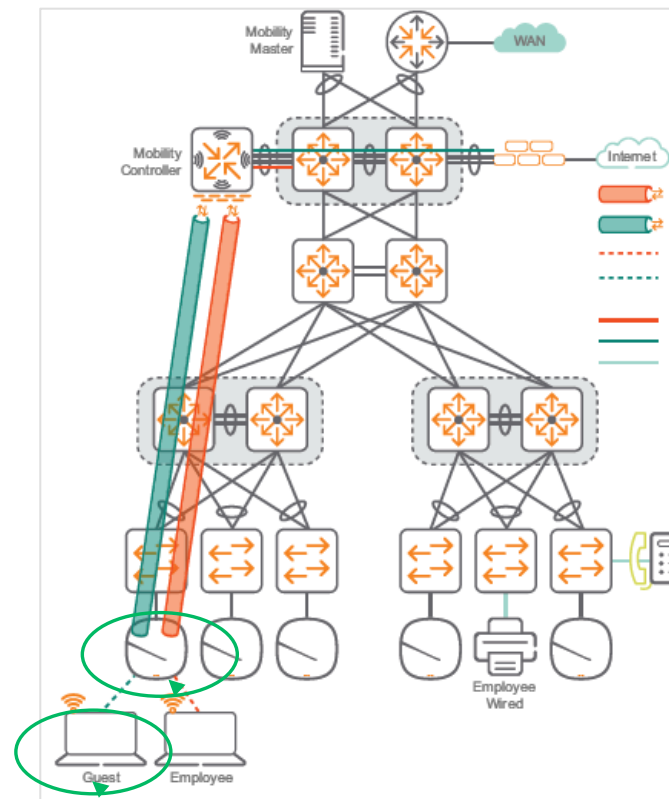 Mobility
Master
WAN
Mobility
Controller
Internet
Employee
Wired
Guest
Employee